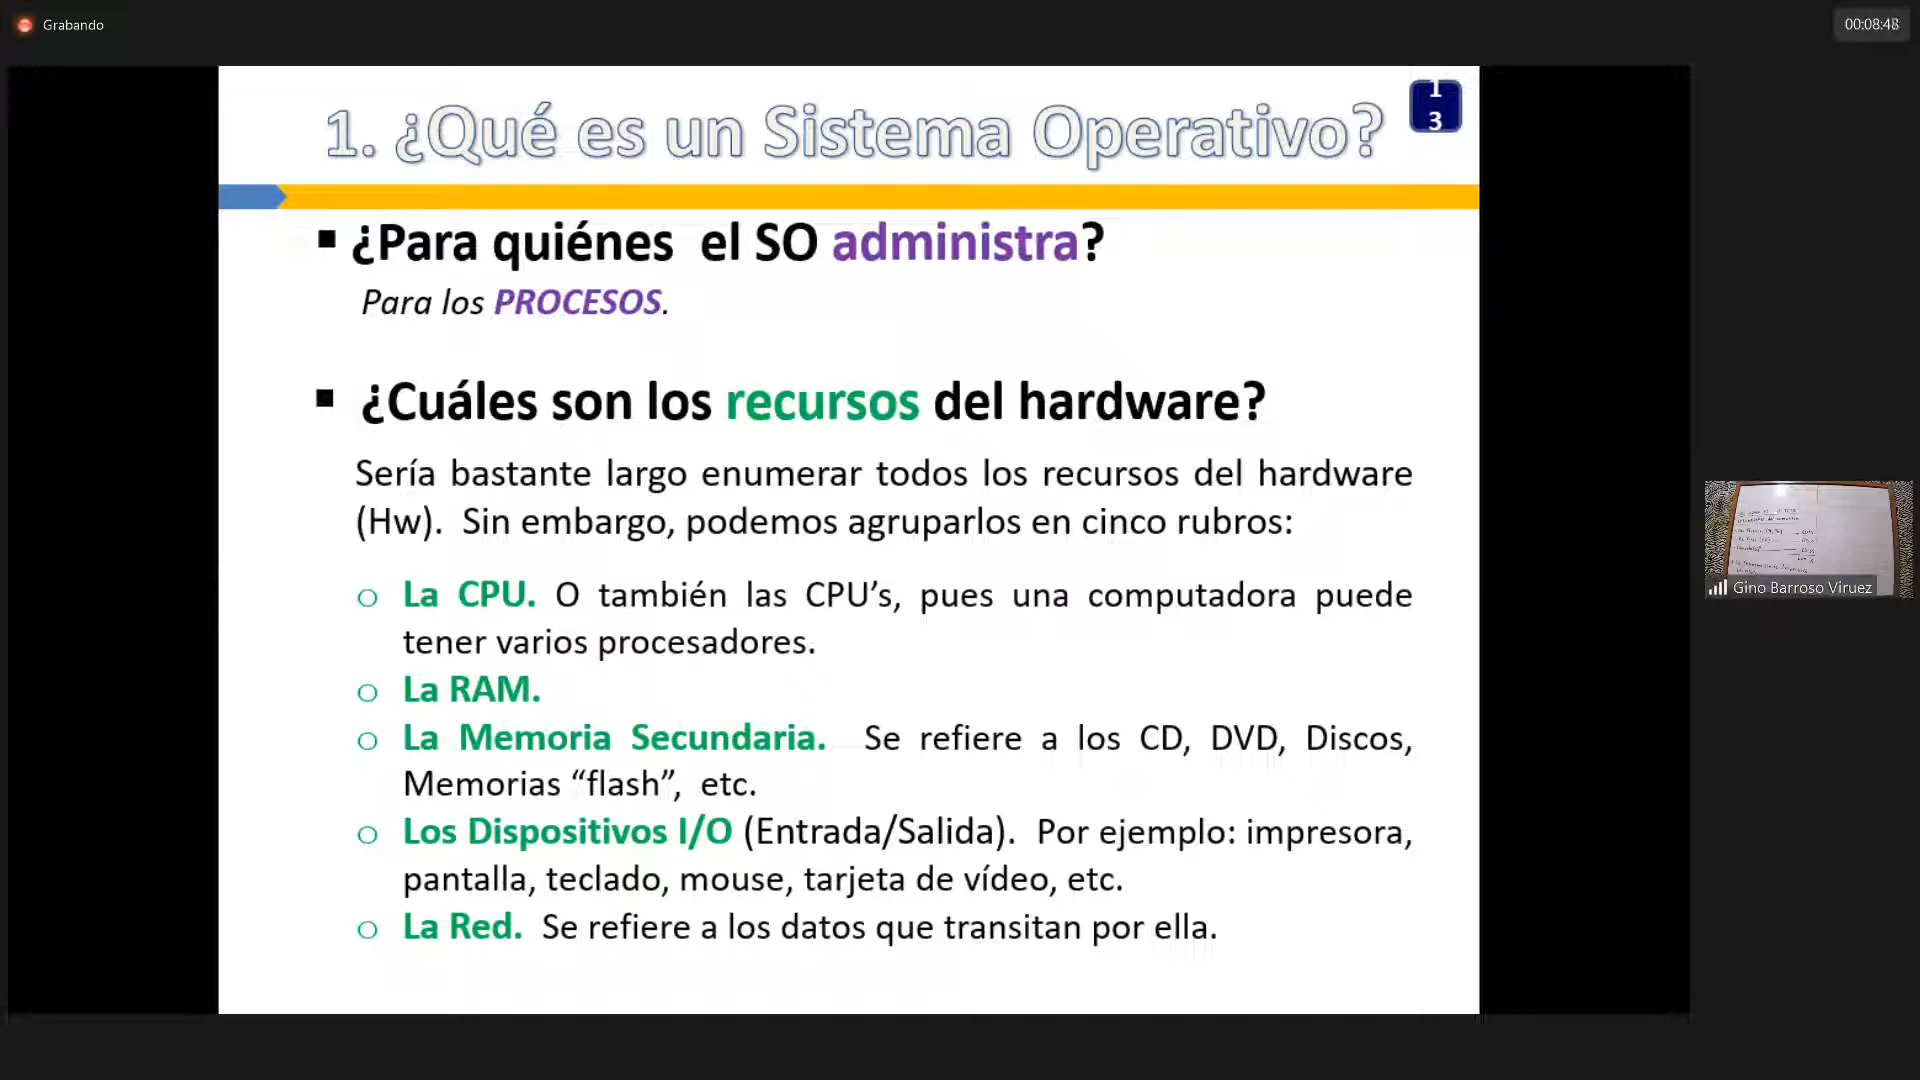 Grabando
00:08:48
1. ¿Qué es un Sistema Operativo?
1
3
▪ ¿Para quiénes el SO administra?
Para los PROCESOS.
▪ ¿Cuáles son los recursos del hardware?
Sería bastante largo enumerar todos los recursos del hardware
(Hw). Sin embargo, podemos agruparlos en cinco rubros:
o La CPU. O también las CPU’s, pues una computadora puede
tener varios procesadores.
o La RAM.
o La Memoria Secundaria. Se refiere a los CD, DVD, Discos,
Memorias “flash”, etc.
o Los Dispositivos I/O (Entrada/Salida). Por ejemplo: impresora,
pantalla, teclado, mouse, tarjeta de vídeo, etc.
o La Red. Se refiere a los datos que transitan por ella.
Gino Barroso Viruez